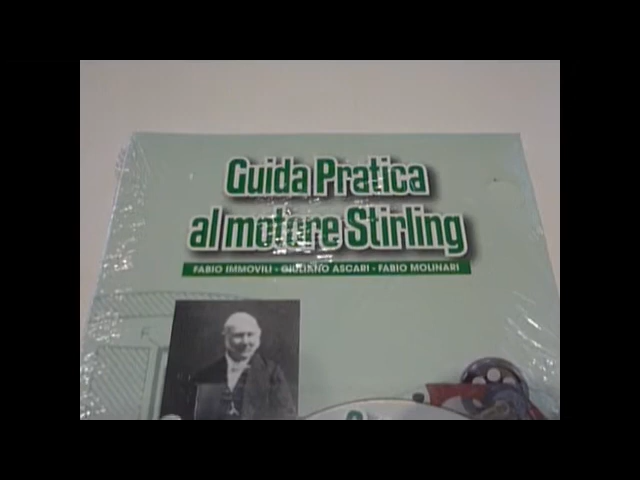 Guida Pratica
al motore Stirling
FABIO IMMOVILI - GIULIANO ASCARI - FABIO MOLINARI